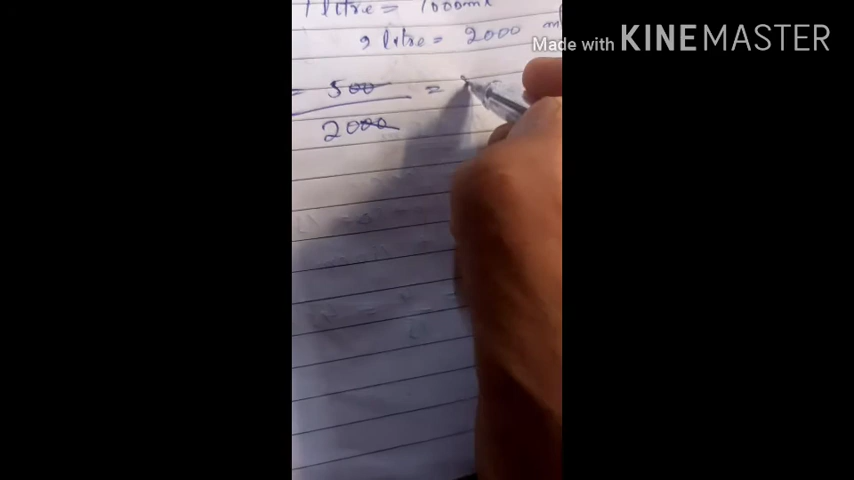 1 litre = 1000ml
2 litre = 2000 ml
Made with KINEMASTER
= 500 =
2000